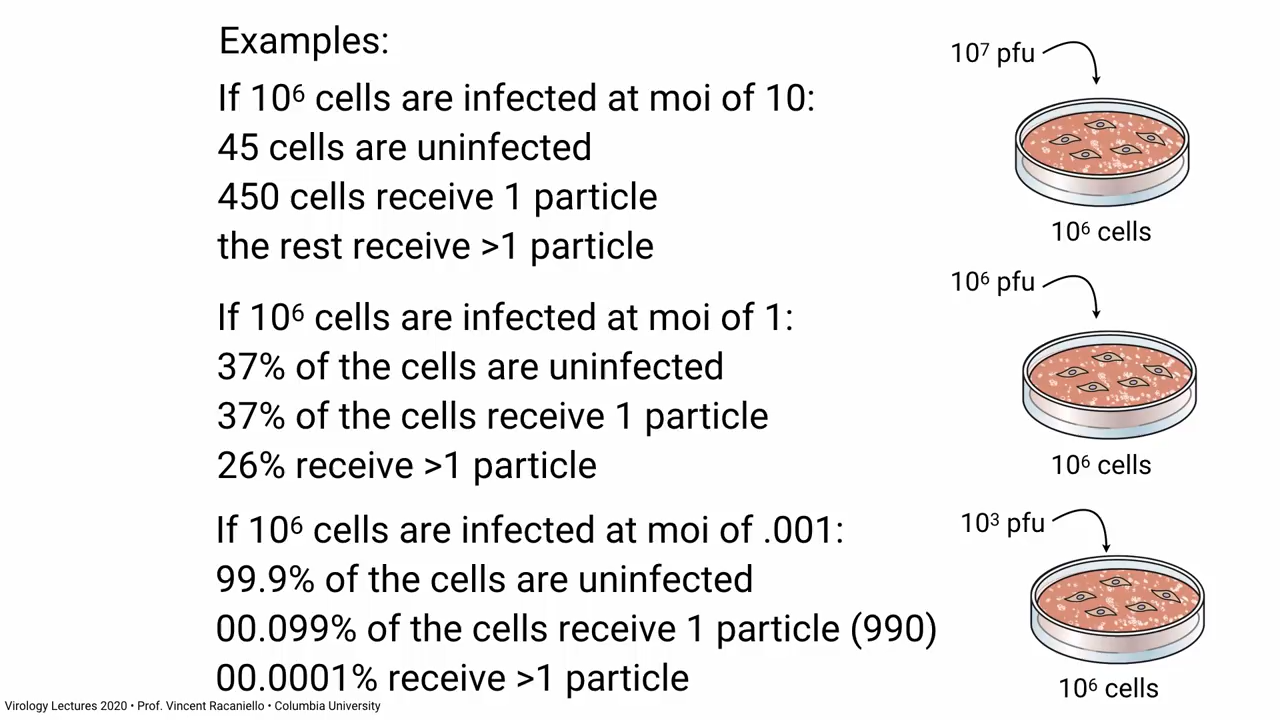 Examples:
If 10⁶ cells are infected at moi of 10:
45 cells are uninfected
450 cells receive 1 particle
the rest receive >1 particle
10⁷ pfu
10⁶ cells
If 10⁶ cells are infected at moi of 1:
37% of the cells are uninfected
37% of the cells receive 1 particle
26% receive >1 particle
10⁶ pfu
10⁶ cells
If 10⁶ cells are infected at moi of .001:
99.9% of the cells are uninfected
00.099% of the cells receive 1 particle (990)
00.0001% receive >1 particle
10³ pfu
10⁶ cells
Virology Lectures 2020 • Prof. Vincent Racaniello • Columbia University